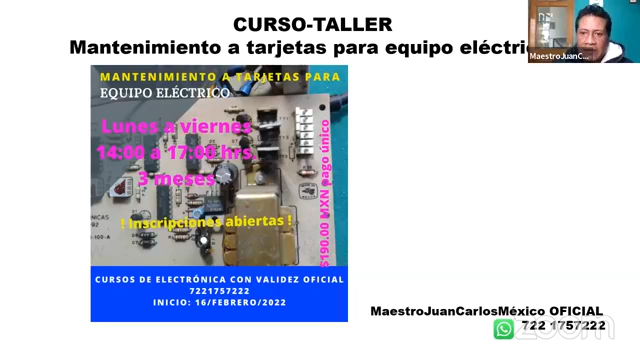 CURSO-TALLER
Mantenimiento a tarjetas para equipo eléctri
MaestroJuanC...
MANTENIMIENTO A TARJETAS PARA
EQUIPO ELÉCTRICO
Lunes a viernes
14:00 a 17:00 hrs.
3 meses
! Inscripciones abiertas !
$190.00 MXN pago único
CURSOS DE ELECTRÓNICA CON VALIDEZ OFICIAL
7221757222
INICIO: 16/FEBRERO/2022
MaestroJuanCarlosMéxico OFICIAL
722 1757222
zoom